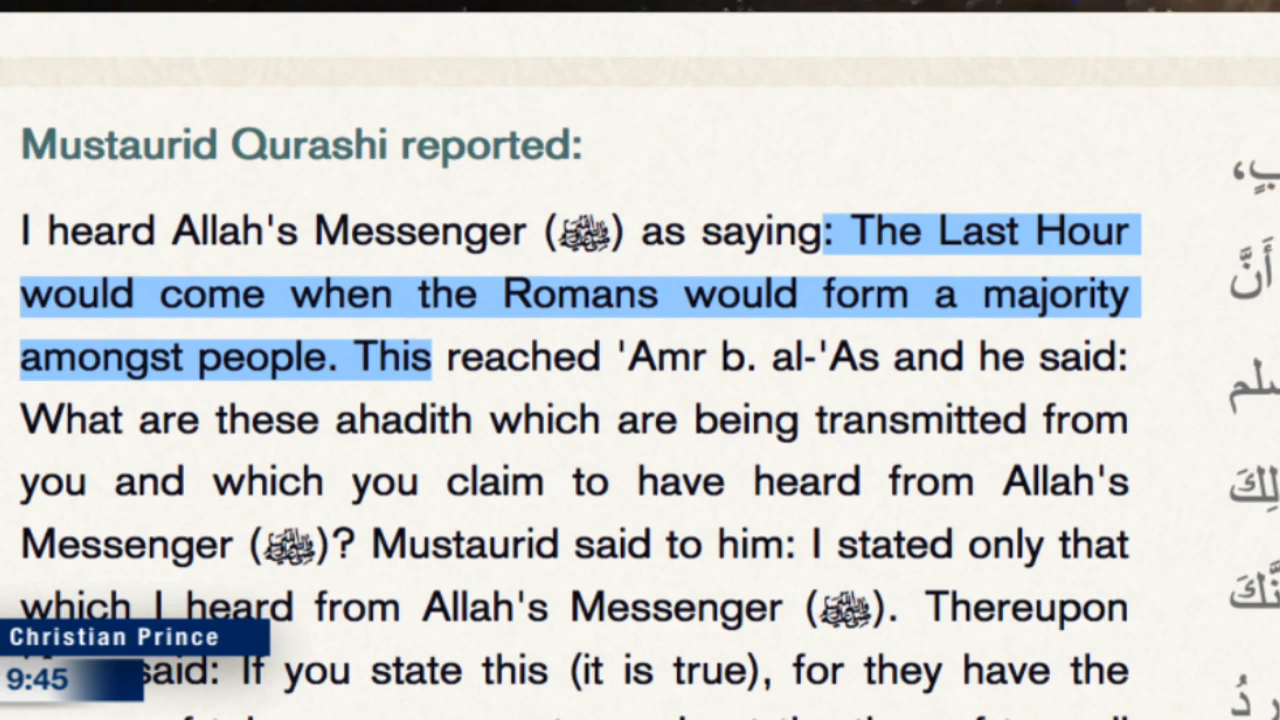 Mustaurid Qurashi reported:
I heard Allah's Messenger (ﷺ) as saying: The Last Hour
would come when the Romans would form a majority
amongst people. This reached 'Amr b. al-'As and he said:
What are these ahadith which are being transmitted from
you and which you claim to have heard from Allah's
Messenger (ﷺ)? Mustaurid said to him: I stated only that
which I heard from Allah's Messenger (ﷺ). Thereupon
said: If you state this (it is true), for they have the
Christian Prince
9:45
أَنَّ